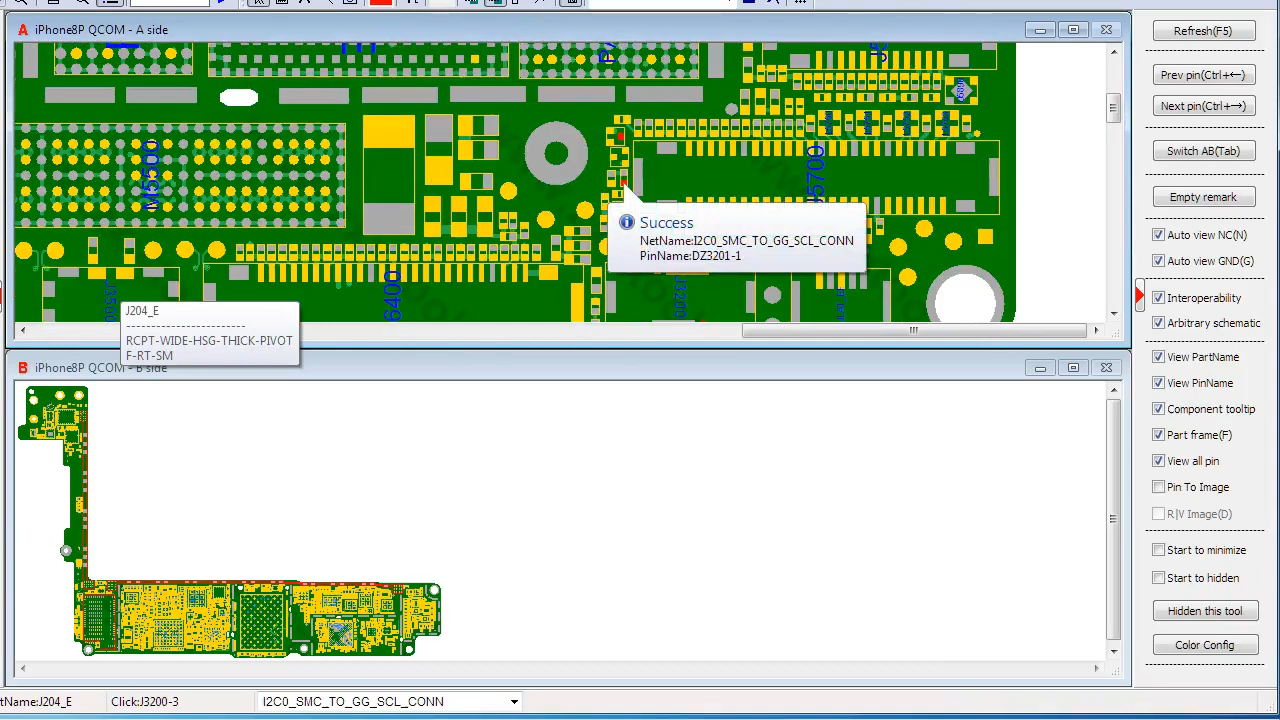 A iPhone8P QCOM - A side
M5500
J5700
6400
Success
NetName:I2C0_SMC_TO_GG_SCL_CONN
PinName:DZ3201-1
J204_E
------------------------
RCPT-WIDE-HSG-THICK-PIVOT
F-RT-SM
B iPhone8P QCOM - B side
tName:J204_E
Click:J3200-3
I2C0_SMC_TO_GG_SCL_CONN
Refresh(F5)
Prev pin(Ctrl+←)
Next pin(Ctrl+→)
Switch AB(Tab)
Empty remark
Auto view NC(N)
Auto view GND(G)
Interoperability
Arbitrary schematic
View PartName
View PinName
Component tooltip
Part frame(F)
View all pin
Pin To Image
R|V Image(D)
Start to minimize
Start to hidden
Hidden this tool
Color Config